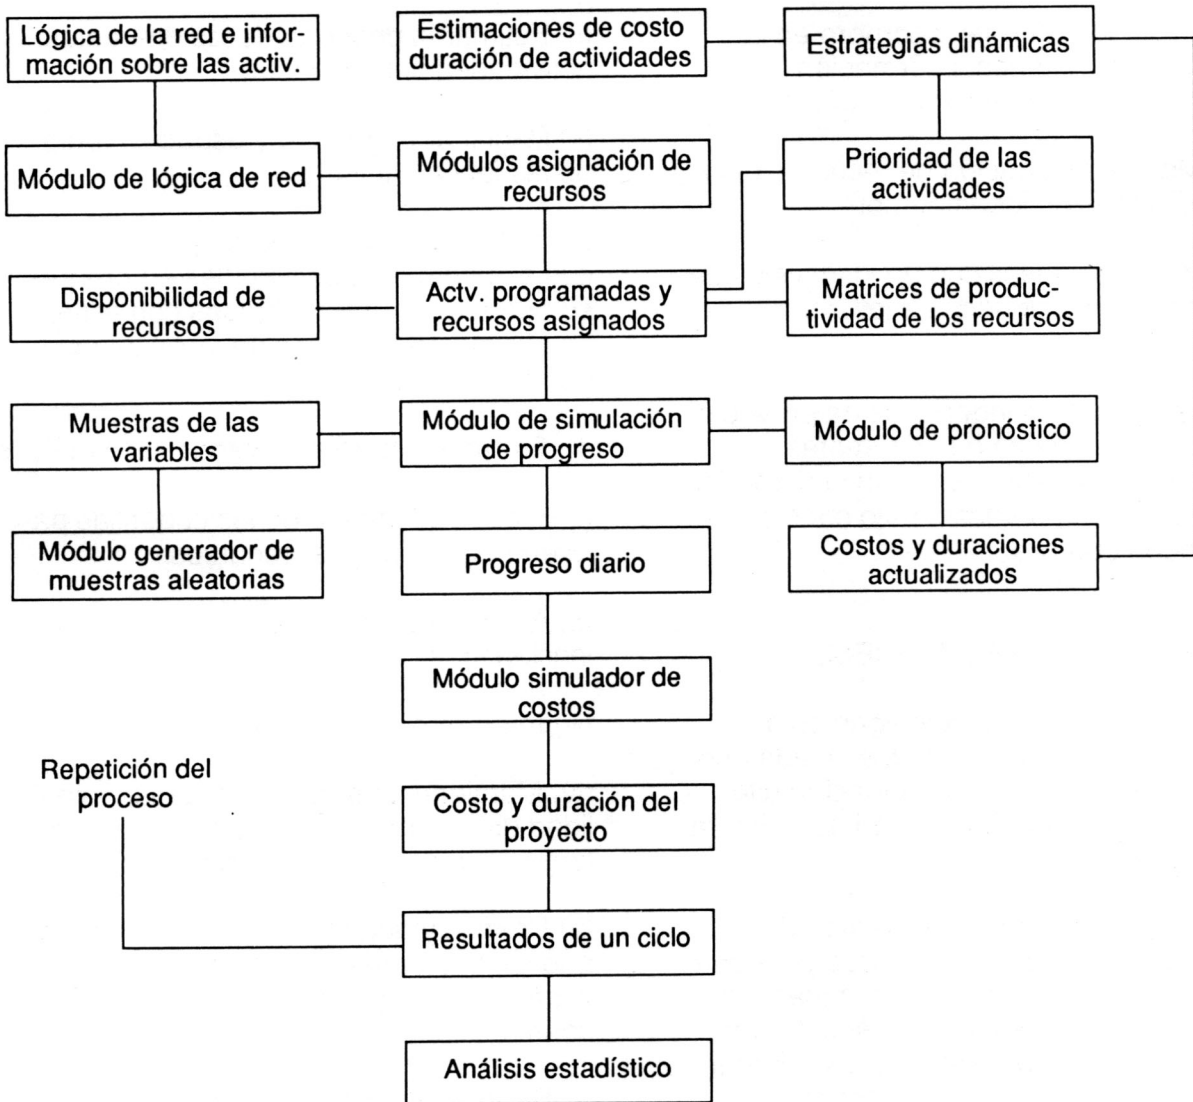 Lógica de la red e infor-
mación sobre las activ.
Estimaciones de costo
duración de actividades
Estrategias dinámicas
Módulo de lógica de red
Módulos asignación de
recursos
Prioridad de las
actividades
Disponibilidad de
recursos
Actv. programadas y
recursos asignados
Matrices de produc-
tividad de los recursos
Muestras de las
variables
Módulo de simulación
de progreso
Módulo de pronóstico
Módulo generador de
muestras aleatorias
Progreso diario
Costos y duraciones
actualizados
Módulo simulador de
costos
Repetición del
proceso
Costo y duración del
proyecto
Resultados de un ciclo
Análisis estadístico